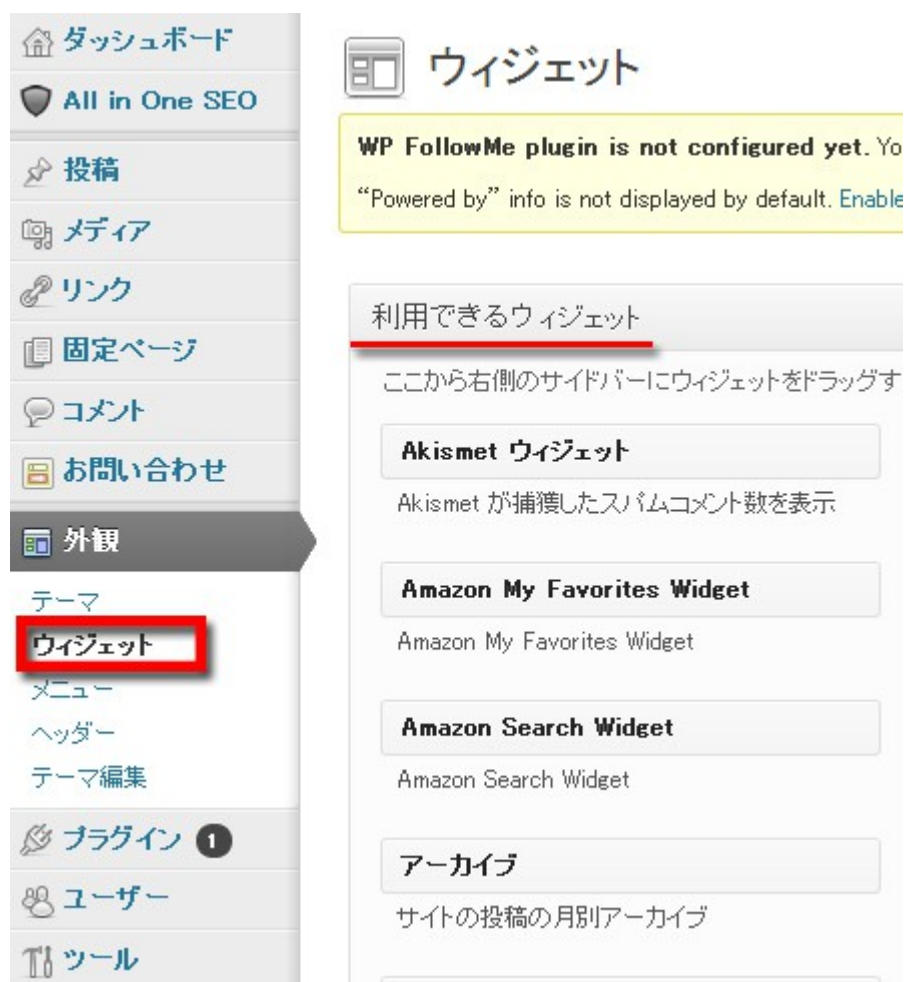 ダッシュボード
All in One SEO
投稿
メディア
リンク
固定ページ
コメント
お問い合わせ
外観
テーマ
ウィジェット
メニュー
ヘッダー
テーマ編集
プラグイン 1
ユーザー
ツール
ウィジェット
WP FollowMe plugin is not configured yet. Yo
“Powered by” info is not displayed by default. Enable
利用できるウィジェット
ここから右側のサイドバーにウィジェットをドラッグす
Akismet ウィジェット
Akismet が捕獲したスパムコメント数を表示
Amazon My Favorites Widget
Amazon My Favorites Widget
Amazon Search Widget
Amazon Search Widget
アーカイブ
サイトの投稿の月別アーカイブ